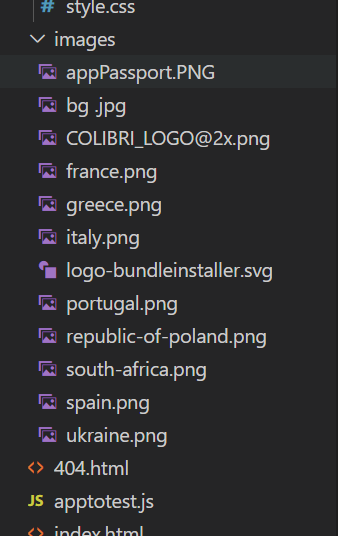 # style.css
images
appPassport.PNG
bg .jpg
COLIBRI_LOGO@2x.png
france.png
greece.png
italy.png
logo-bundleinstaller.svg
portugal.png
republic-of-poland.png
south-africa.png
spain.png
ukraine.png
<> 404.html
JS apptotest.js
<> index.html